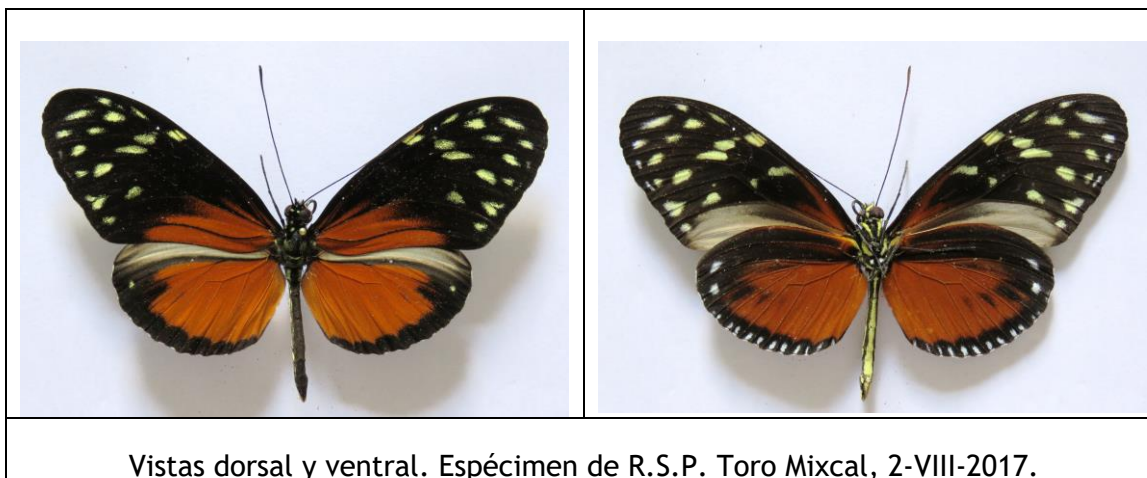 Vistas dorsal y ventral. Espécimen de R.S.P. Toro Mixcal, 2-VIII-2017.